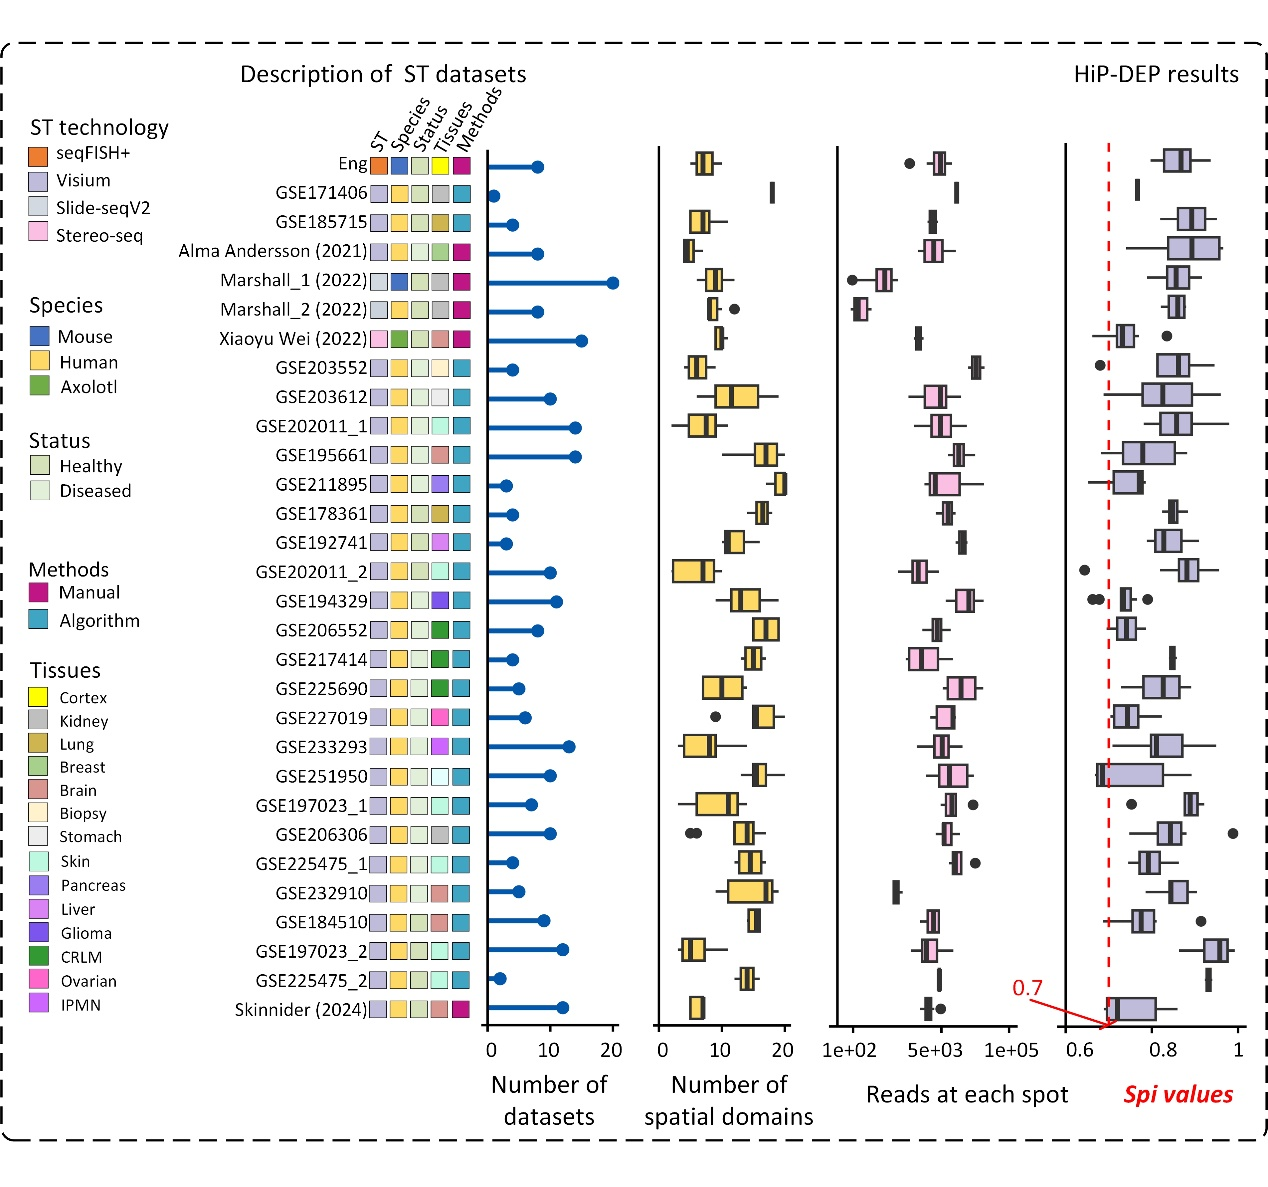 Description of ST datasets
HiP-DEP results
ST technology
seqFISH+
Visium
Slide-seqV2
Stereo-seq
Species
Mouse
Human
Axolotl
Status
Healthy
Diseased
Methods
Manual
Algorithm
Tissues
Cortex
Kidney
Lung
Breast
Brain
Biopsy
Stomach
Skin
Pancreas
Liver
Glioma
CRLM
Ovarian
IPMN
ST
Species
Status
Tissues
Methods
Eng
GSE171406
GSE185715
Alma Andersson (2021)
Marshall_1 (2022)
Marshall_2 (2022)
Xiaoyu Wei (2022)
GSE203552
GSE203612
GSE202011_1
GSE195661
GSE211895
GSE178361
GSE192741
GSE202011_2
GSE194329
GSE206552
GSE217414
GSE225690
GSE227019
GSE233293
GSE251950
GSE197023_1
GSE206306
GSE225475_1
GSE232910
GSE184510
GSE197023_2
GSE225475_2
Skinnider (2024)
0 10 20
Number of
datasets
0 10 20
Number of
spatial domains
1e+02 5e+03 1e+05
Reads at each spot
0.7
0.6 0.8 1
Spi values